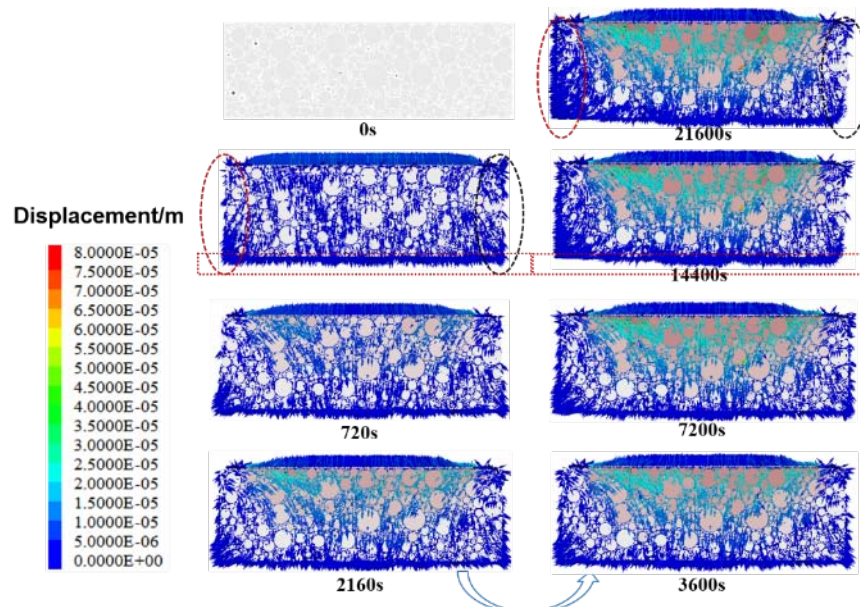 0s
21600s
14400s
Displacement/m
8.0000E-05
7.5000E-05
7.0000E-05
6.5000E-05
6.0000E-05
5.5000E-05
5.0000E-05
4.5000E-05
4.0000E-05
3.5000E-05
3.0000E-05
2.5000E-05
2.0000E-05
1.5000E-05
1.0000E-05
5.0000E-06
0.0000E+00
720s
7200s
2160s
3600s